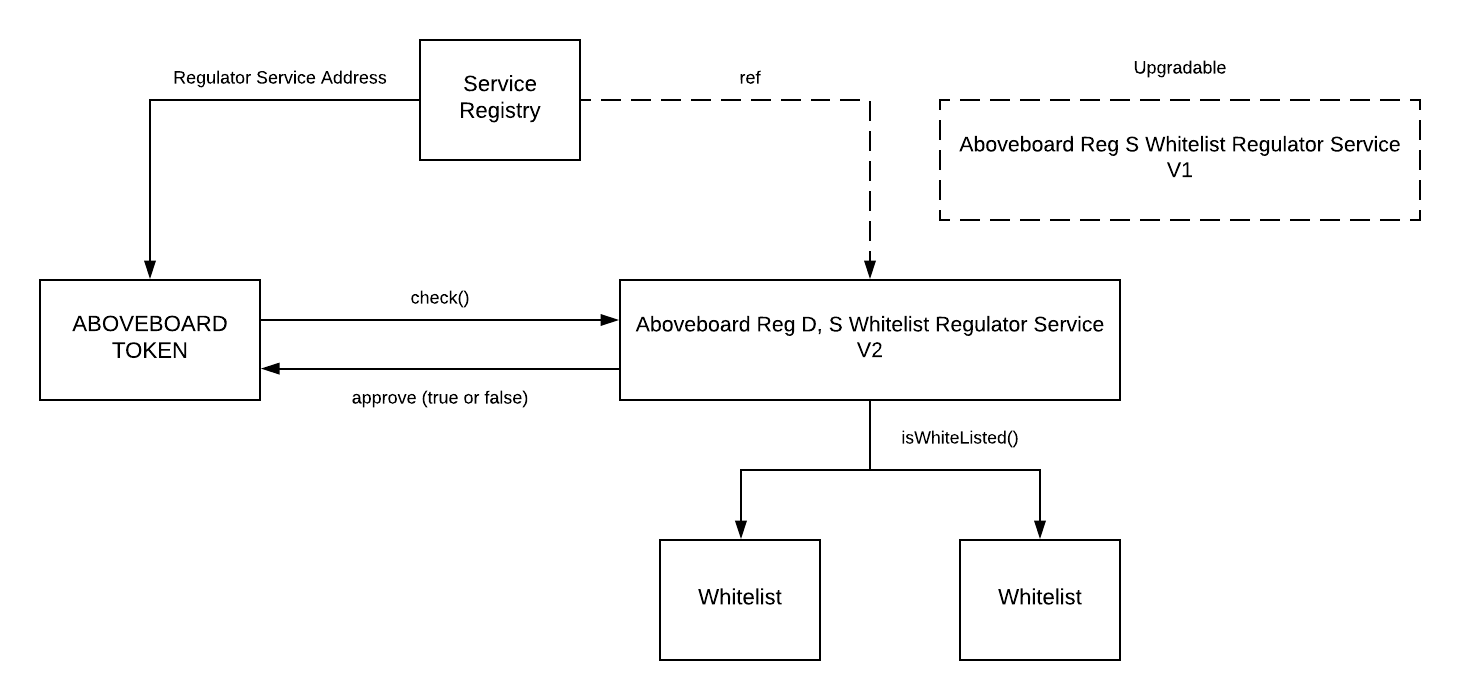 Service
Registry
Regulator Service Address
ref
Upgradable
Aboveboard Reg S Whitelist Regulator Service
V1
ABOVEBOARD
TOKEN
check()
approve (true or false)
Aboveboard Reg D, S Whitelist Regulator Service
V2
isWhiteListed()
Whitelist
Whitelist